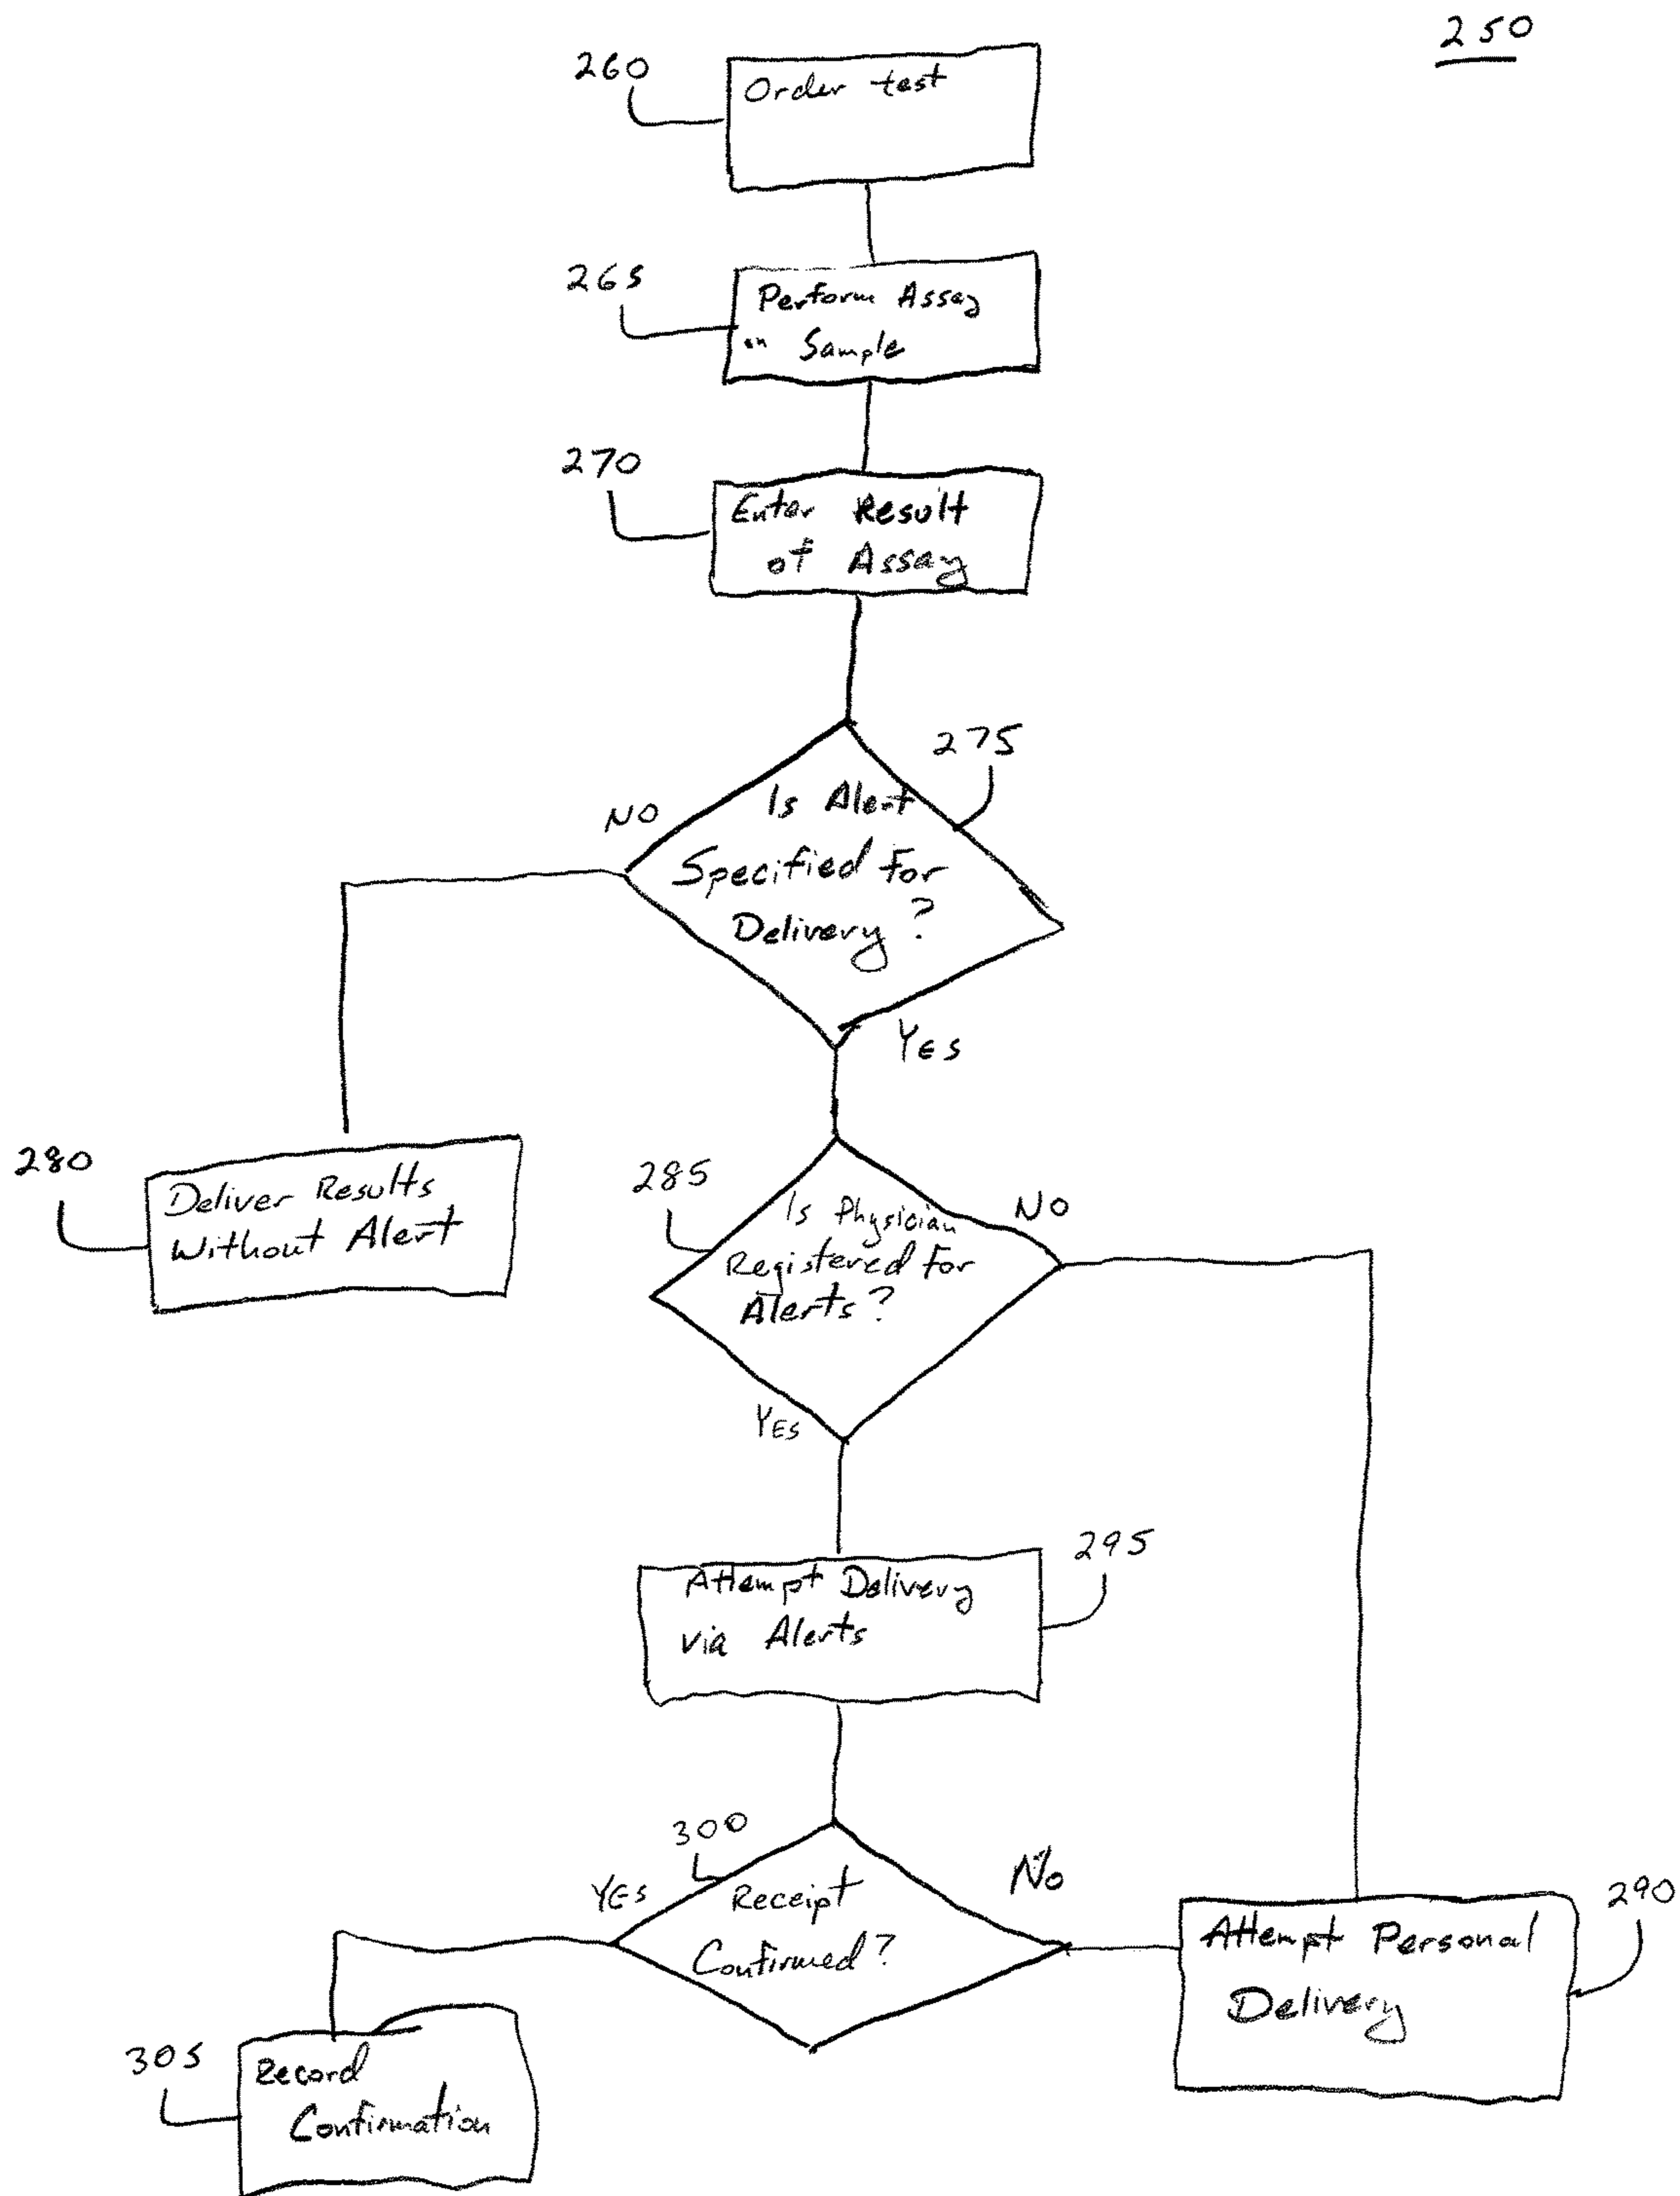 250
260
Order test
265
Perform Assay
on Sample
270
Enter Result
of Assay
275
NO
Is Alert
Specified For
Delivery?
YES
280
Deliver Results
Without Alert
285
Is Physician
Registered For
Alerts?
NO
YES
295
Attempt Delivery
via Alerts
300
YES
Receipt
Confirmed?
No
290
Attempt Personal
Delivery
305
Record
Confirmation